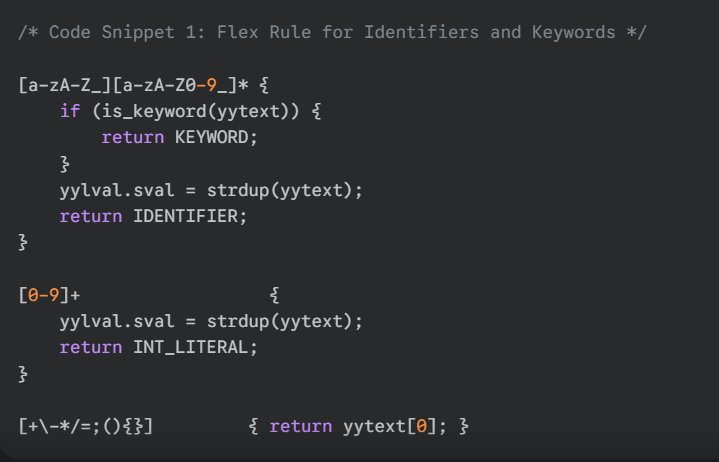 /* Code Snippet 1: Flex Rule for Identifiers and Keywords */
[a-zA-Z_][a-zA-Z0-9_]* {
    if (is_keyword(yytext)) {
        return KEYWORD;
    }
    yylval.sval = strdup(yytext);
    return IDENTIFIER;
}
[0-9]+                  {
    yylval.sval = strdup(yytext);
    return INT_LITERAL;
}
[+\-*/=;(){}]         { return yytext[0]; }